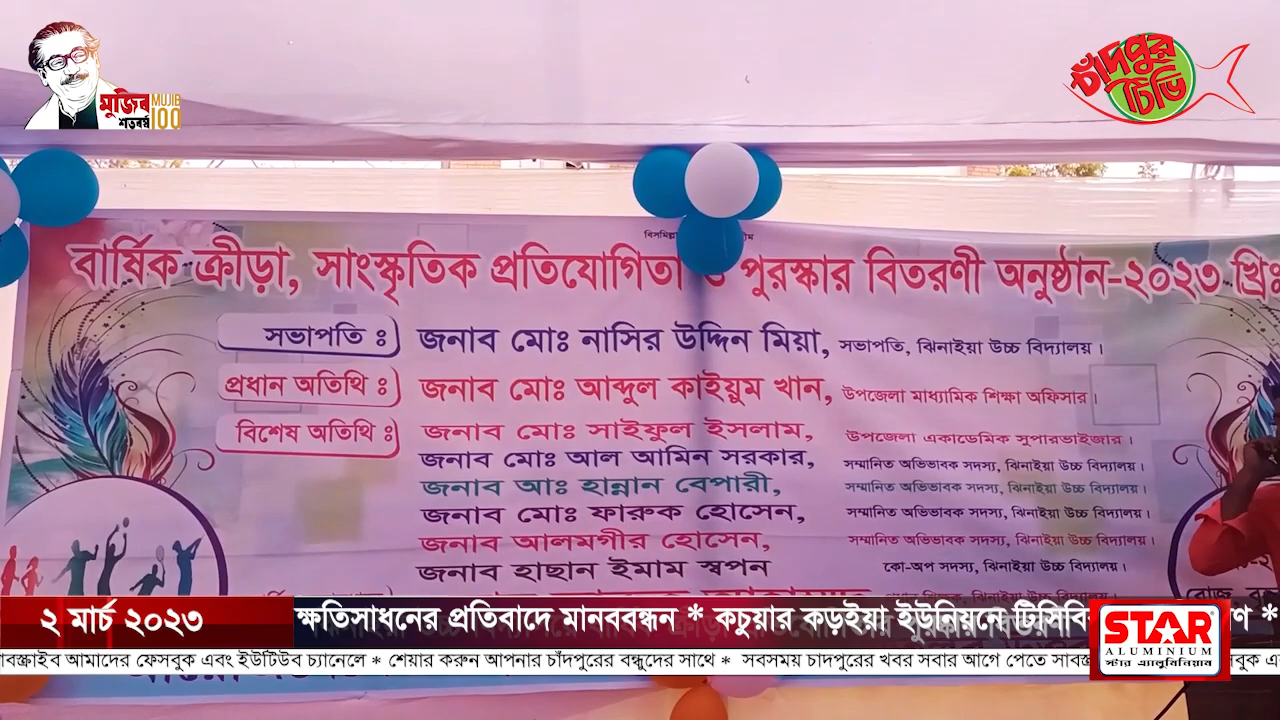 মুজিব MUJIB
শতবর্ষ 100
চাঁদপুর
টিভি
বার্ষিক ক্রীড়া, সাংস্কৃতিক প্রতিযোগিতা ও পুরস্কার বিতরণী অনুষ্ঠান-২০২৩ খ্রিঃ
সভাপতি ঃ জনাব মোঃ নাসির উদ্দিন মিয়া, সভাপতি, ঝিনাইয়া উচ্চ বিদ্যালয়।
প্রধান অতিথি ঃ জনাব মোঃ আব্দুল কাইয়ুম খান, উপজেলা মাধ্যমিক শিক্ষা অফিসার।
বিশেষ অতিথি ঃ জনাব মোঃ সাইফুল ইসলাম, উপজেলা একাডেমিক সুপারভাইজার।
জনাব মোঃ আল আমিন সরকার, সম্মানিত অভিভাবক সদস্য, ঝিনাইয়া উচ্চ বিদ্যালয়।
জনাব আঃ হান্নান বেপারী, সম্মানিত অভিভাবক সদস্য, ঝিনাইয়া উচ্চ বিদ্যালয়।
জনাব মোঃ ফারুক হোসেন, সম্মানিত অভিভাবক সদস্য, ঝিনাইয়া উচ্চ বিদ্যালয়।
জনাব আলমগীর হোসেন, সম্মানিত অভিভাবক সদস্য, ঝিনাইয়া উচ্চ বিদ্যালয়।
জনাব হাছান ইমাম স্বপন কো-অপ সদস্য, ঝিনাইয়া উচ্চ বিদ্যালয়।
২ মার্চ ২০২৩ ক্ষতিসাধনের প্রতিবাদে মানববন্ধন * কচুয়ার কড়ইয়া ইউনিয়নে টিসিবি
STAR
ALUMINIUM
স্টার এ্যালুবিনিয়াব
আমাদের ফেসবুক এবং ইউটিউব চ্যানেলে * শেয়ার করুন আপনার চাঁদপুরের বন্ধুদের সাথে * সবসময় চাঁদপুরের খবর সবার আগে পেতে